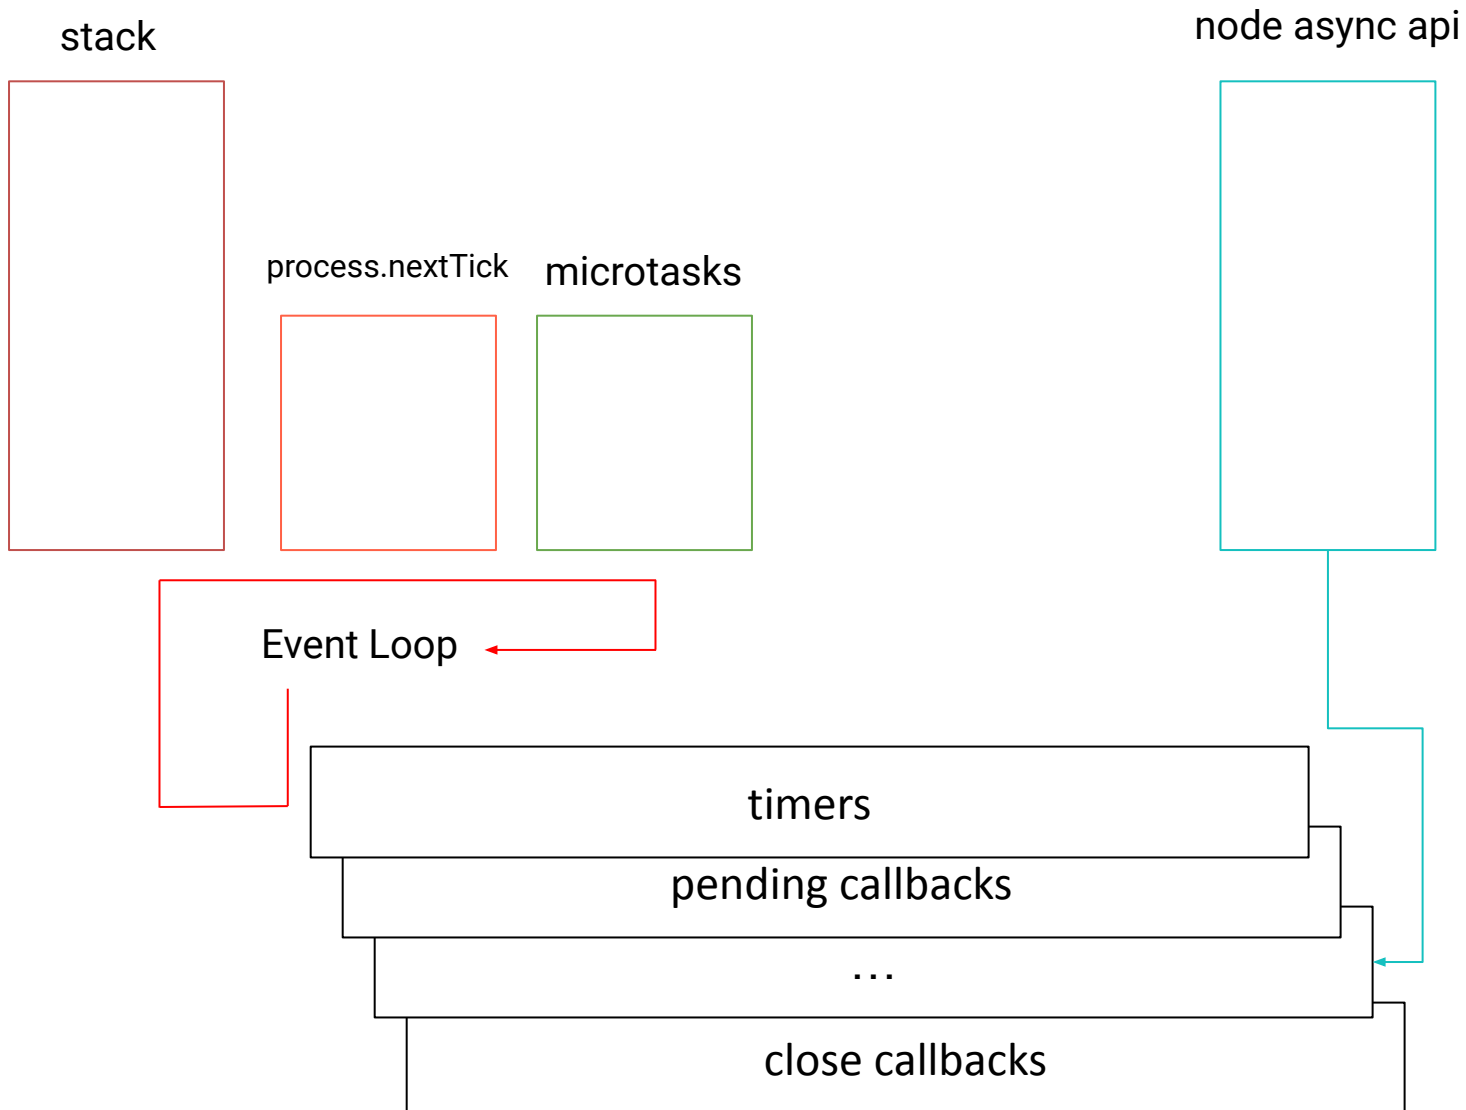 stack
node async api
process.nextTick
microtasks
Event Loop
timers
pending callbacks
...
close callbacks